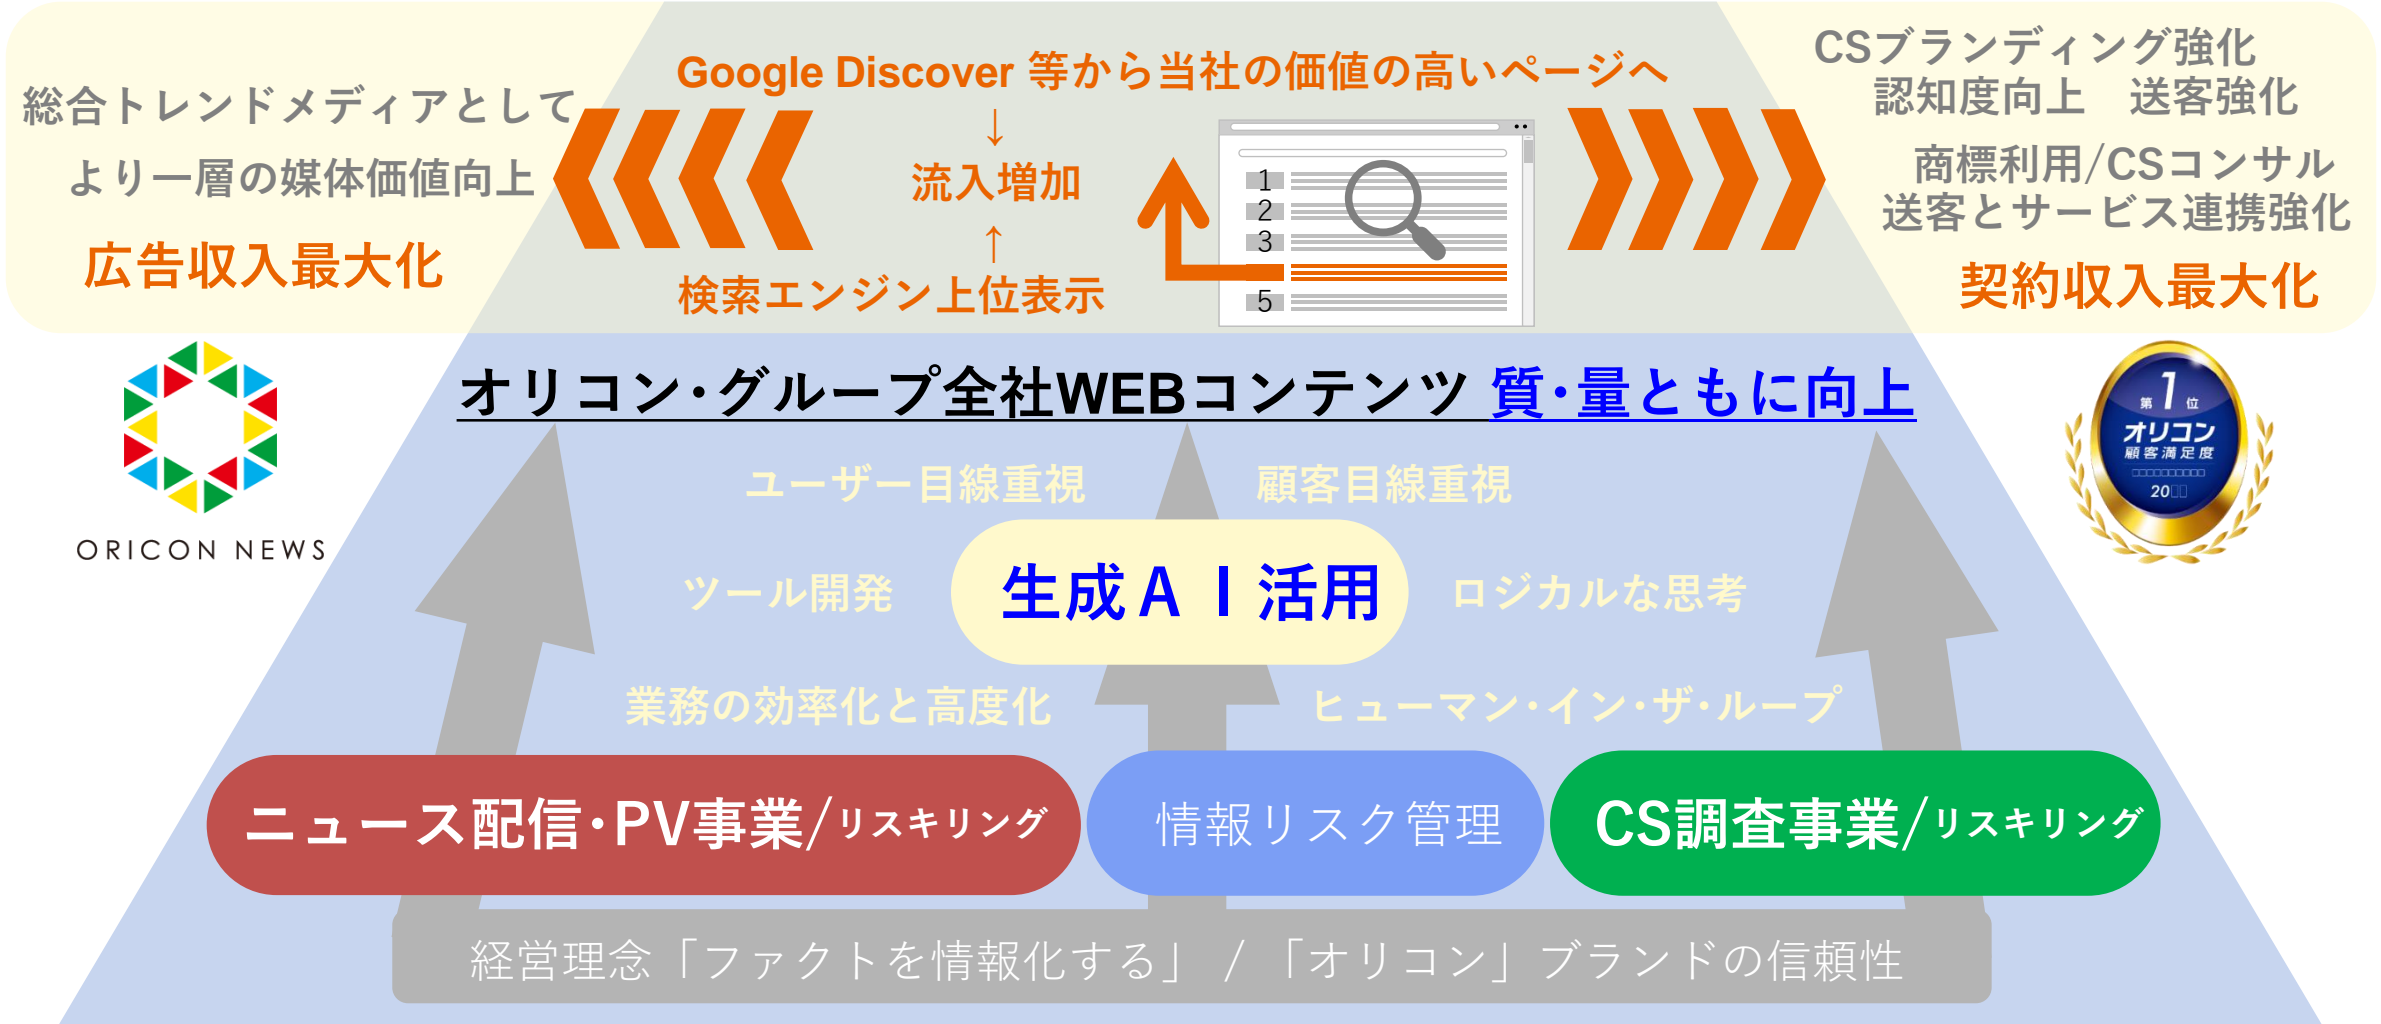 Google Discover 等から当社の価値の高いページへ
↓
流入増加
↑
検索エンジン上位表示
総合トレンドメディアとして
より一層の媒体価値向上
広告収入最大化
1
2
3
5
CSブランディング強化
認知度向上　送客強化
商標利用/CSコンサル
送客とサービス連携強化
契約収入最大化
ORICON NEWS
オリコン・グループ全社WEBコンテンツ 質・量ともに向上
第1位
オリコン
顧客満足度
□□□□□□□□□□
20□□
ユーザー目線重視
顧客目線重視
ツール開発
生成ＡＩ活用
ロジカルな思考
業務の効率化と高度化
ヒューマン・イン・ザ・ループ
ニュース配信・PV事業/リスキリング
情報リスク管理
CS調査事業/リスキリング
経営理念「ファクトを情報化する」 / 「オリコン」ブランドの信頼性